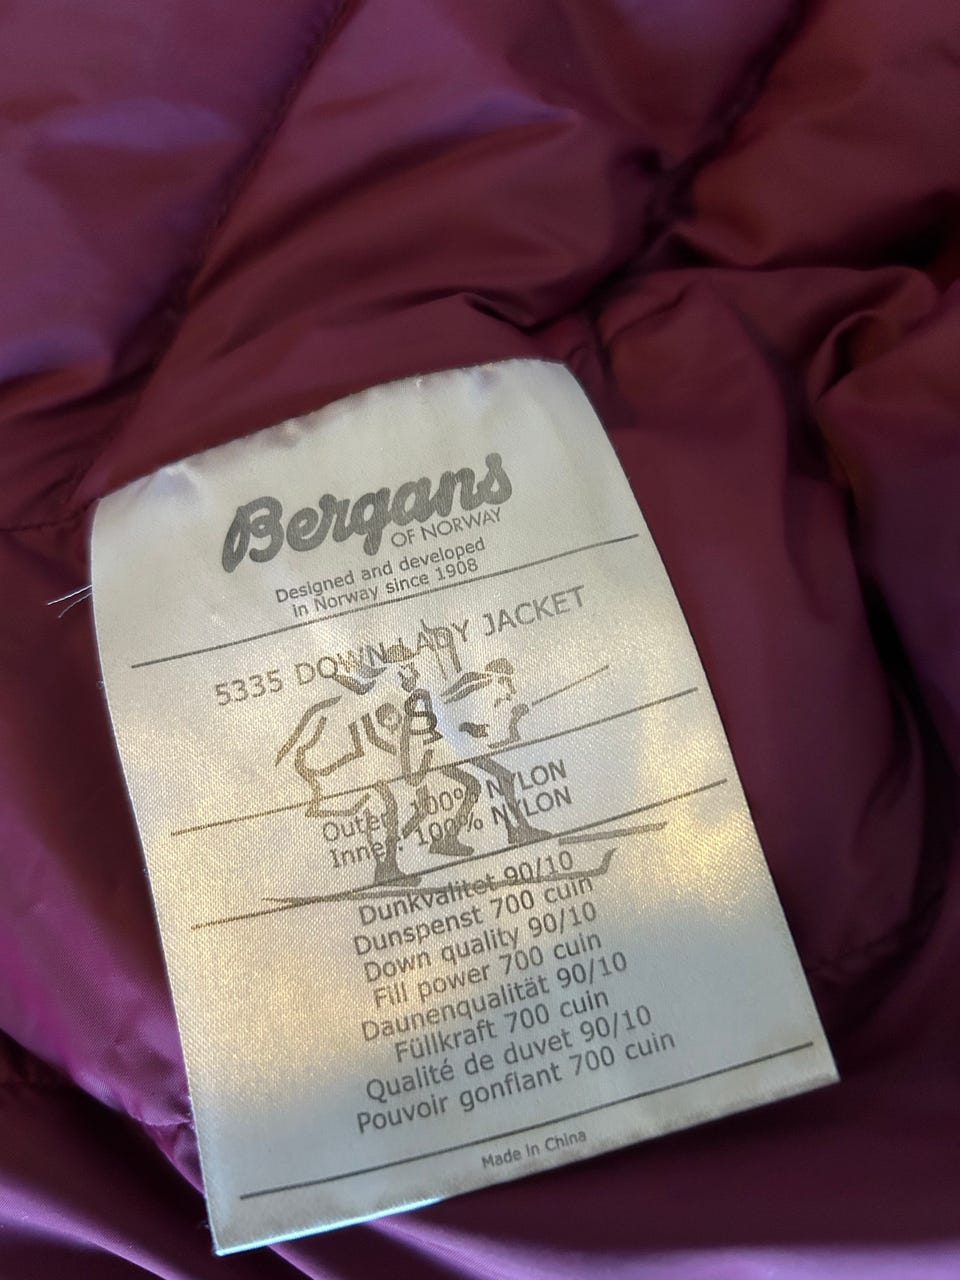 Bergans
OF NORWAY
Designed and developed
in Norway since 1908
5335 DOWN LADY JACKET
S
Outer: 100% NYLON
Inner: 100% NYLON
Dunkvalitet 90/10
Dunspenst 700 cuin
Down quality 90/10
Fill power 700 cuin
Daunenqualität 90/10
Füllkraft 700 cuin
Qualité de duvet 90/10
Pouvoir gonflant 700 cuin
Made in China